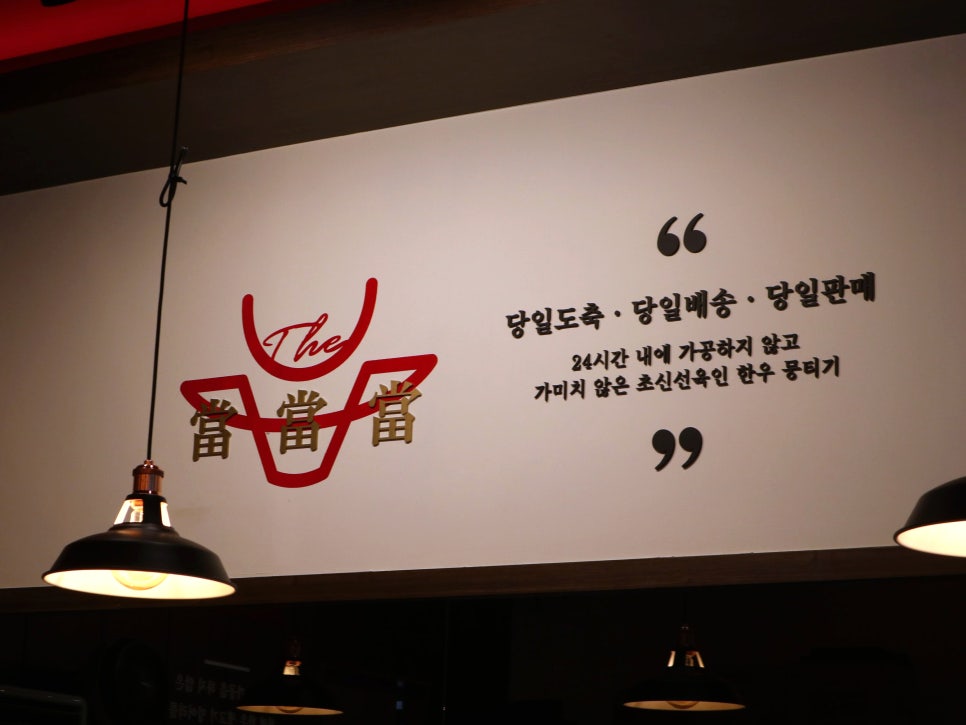 The
當當當
“
당일도축 · 당일배송 · 당일판매
24시간 내에 가공하지 않고
가미치 않은 초신선육인 한우 뭉티기
”